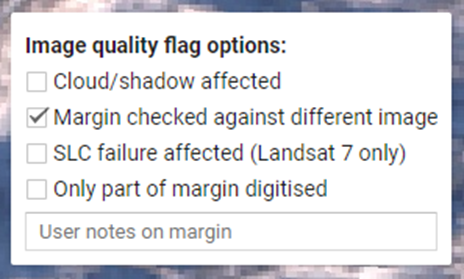 Image quality flag options:
Cloud/shadow affected
Margin checked against different image
SLC failure affected (Landsat 7 only)
Only part of margin digitised
User notes on margin